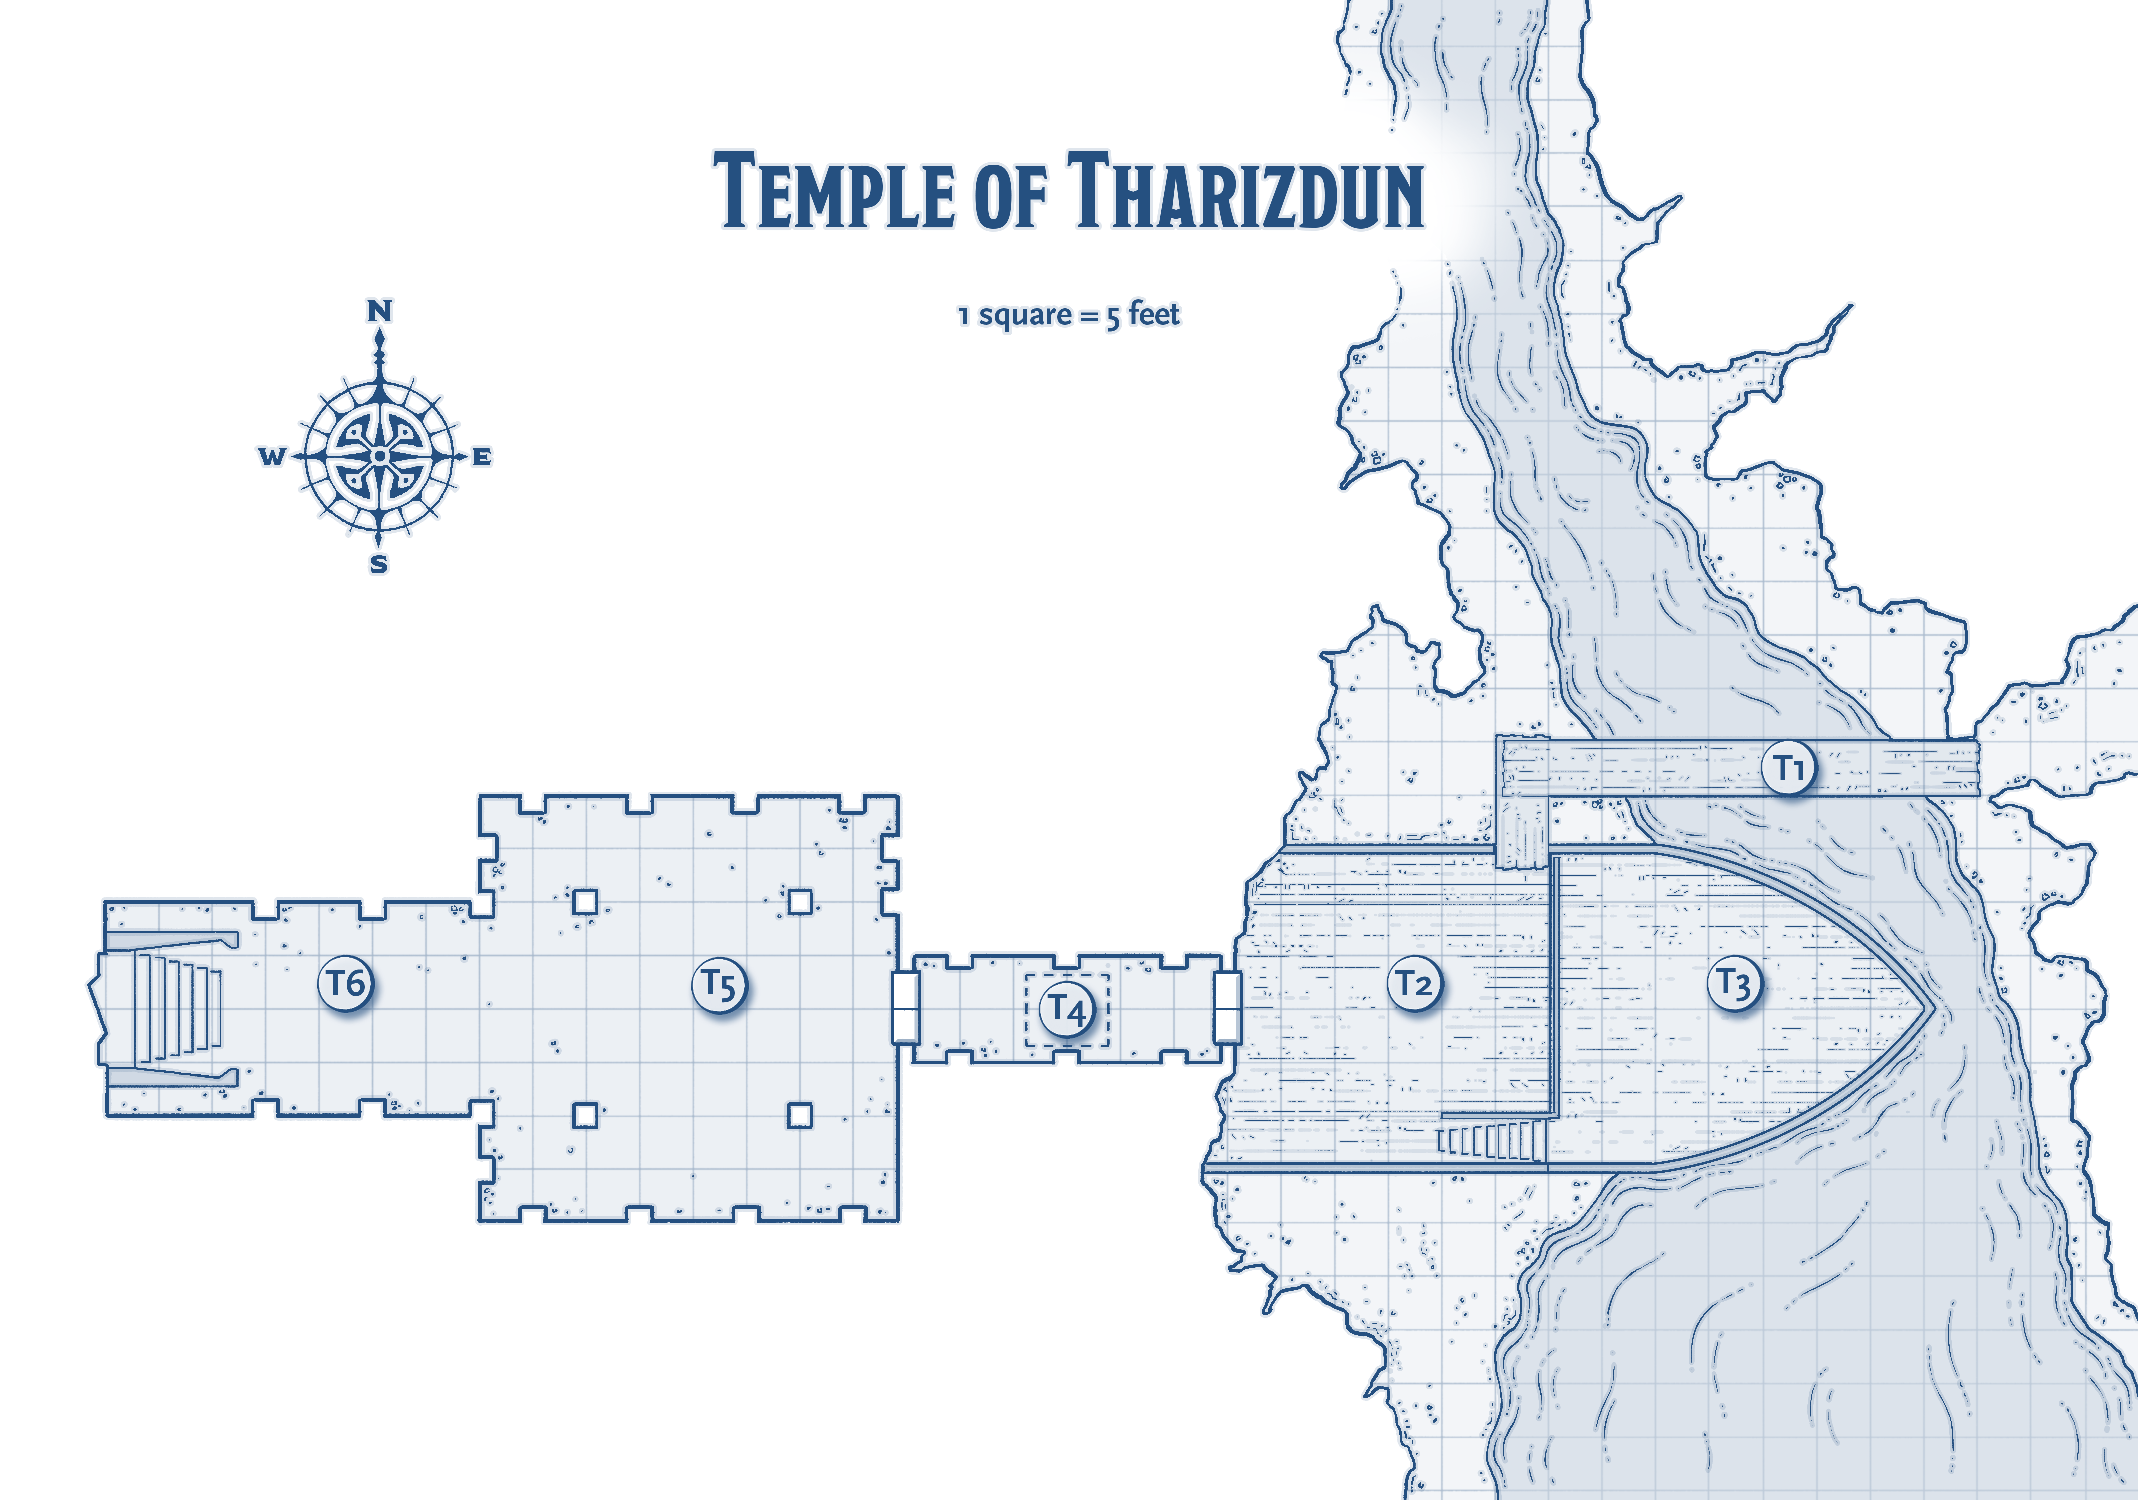 TEMPLE OF THARIZDUN
1 square = 5 feet
N
W E
S
T1
T2
T3
T4
T5
T6